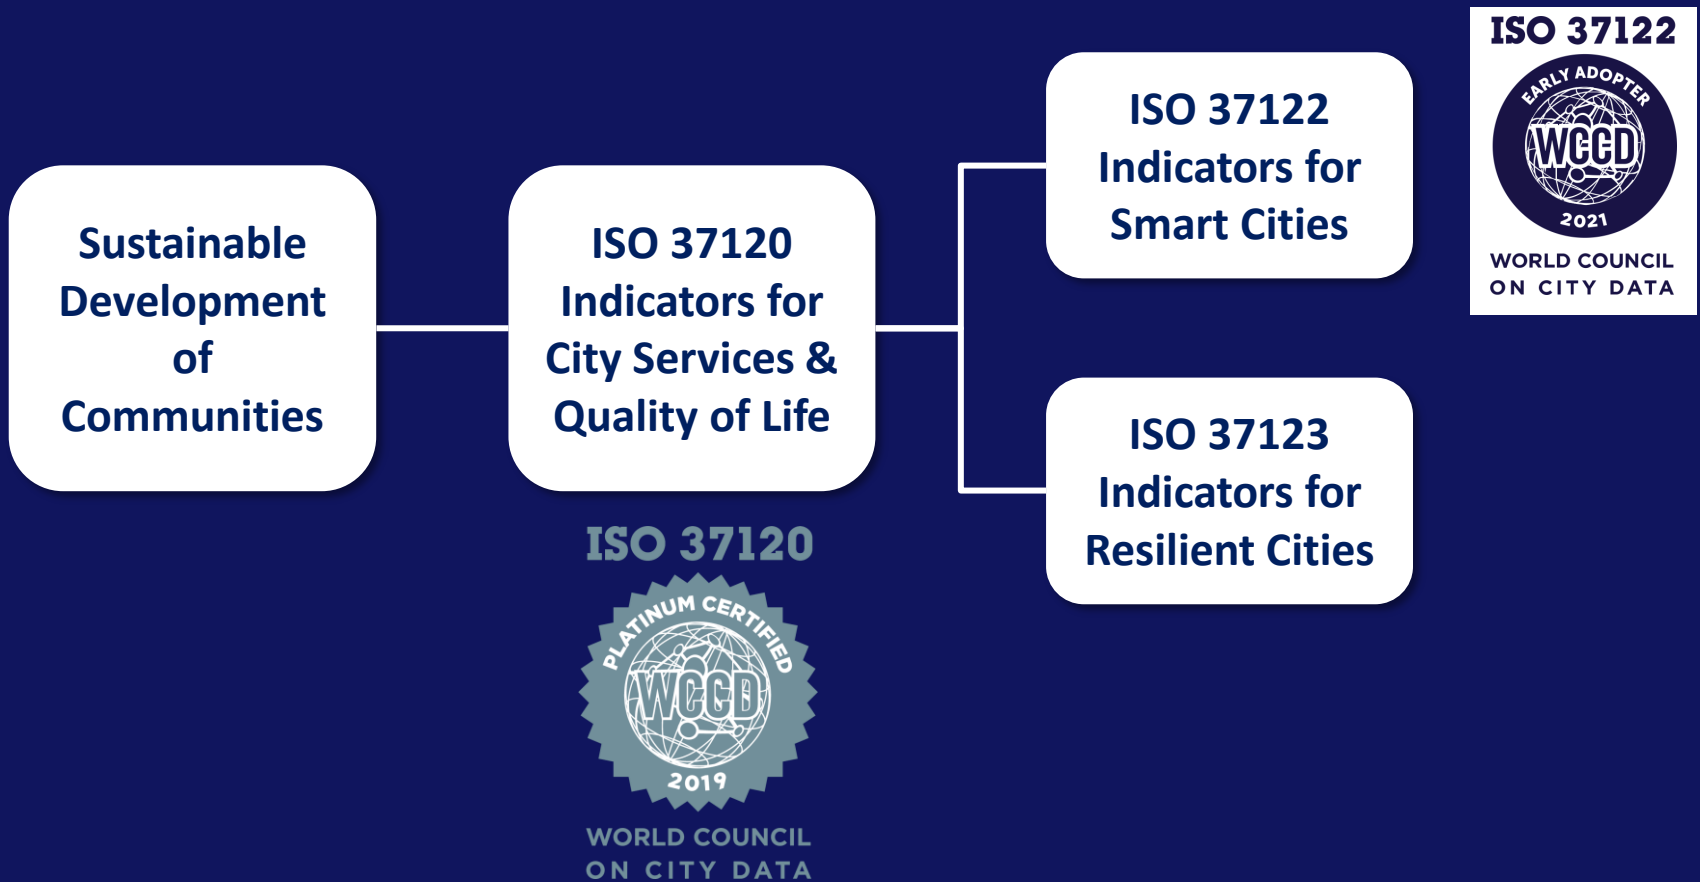 Sustainable
Development
of
Communities
ISO 37120
Indicators for
City Services &
Quality of Life
ISO 37122
Indicators for
Smart Cities
ISO 37123
Indicators for
Resilient Cities
ISO 37122
EARLY ADOPTER
WCCD
2021
WORLD COUNCIL
ON CITY DATA
ISO 37120
PLATINUM CERTIFIED
WCCD
2019
WORLD COUNCIL
ON CITY DATA